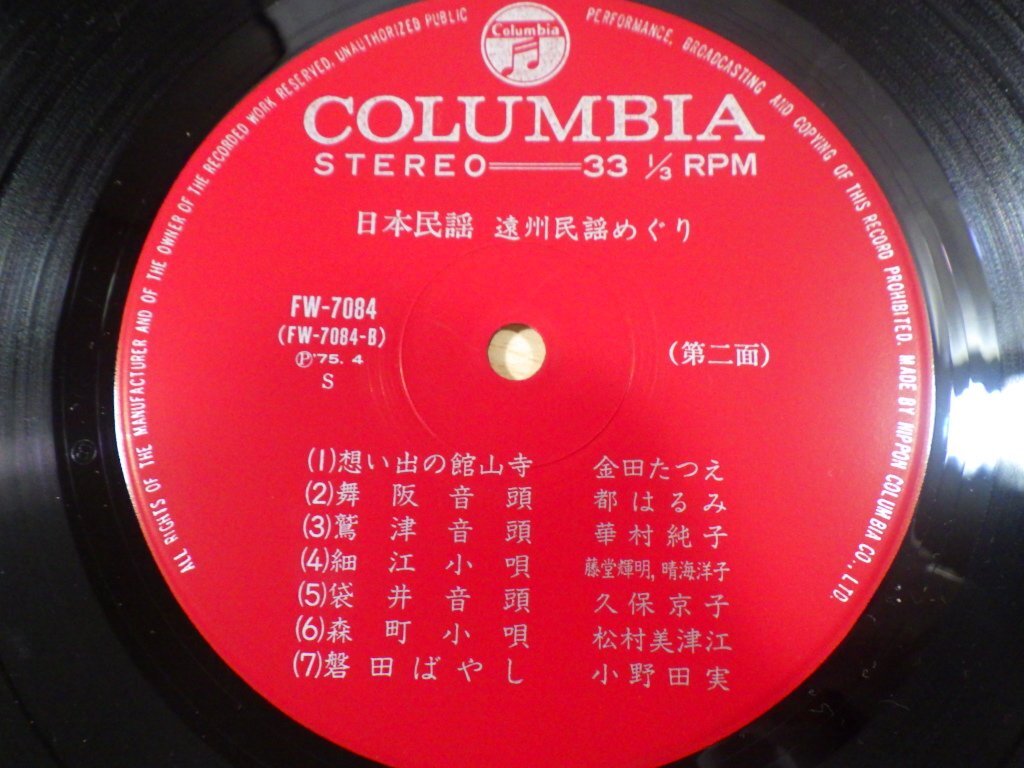 Columbia
COLUMBIA
STEREO 33 1/3 RPM
日本民謡 遠州民謡めぐり
FW-7084
(FW-7084-B)
Ⓟ'75. 4
S
(第二面)
(1)想い出の館山寺 金田たつえ
(2)舞阪音頭 都はるみ
(3)鷲津音頭 華村純子
(4)細江小唄 藤堂輝明, 晴海洋子
(5)袋井音頭 久保京子
(6)森町小唄 松村美津江
(7)磐田ばやし 小野田実
ALL RIGHTS OF THE MANUFACTURER AND OF THE OWNER OF THE RECORDED WORK RESERVED. UNAUTHORIZED PUBLIC PERFORMANCE, BROADCASTING AND COPYING OF THIS RECORD PROHIBITED. MADE BY NIPPON COLUMBIA CO., LTD.